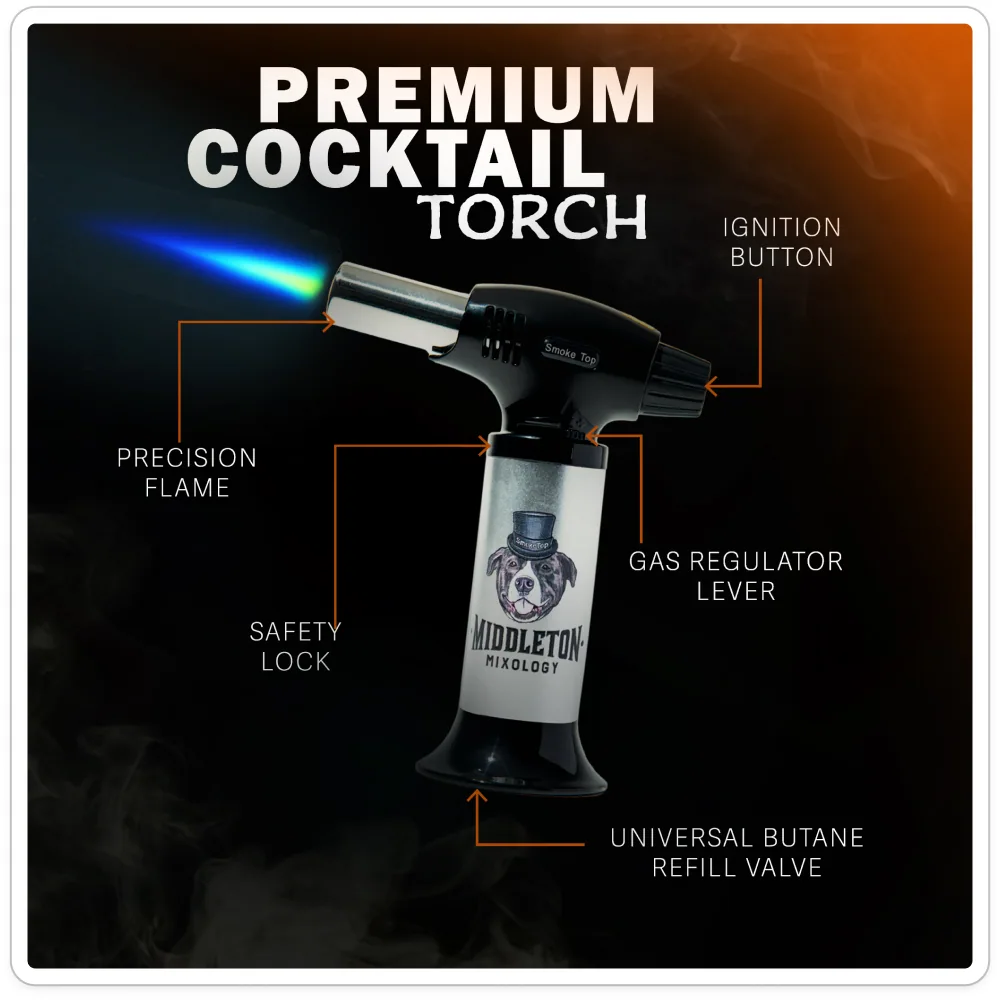 PREMIUM
COCKTAIL
TORCH
IGNITION
BUTTON
Smoke Top
PRECISION
FLAME
GAS REGULATOR
LEVER
SmokeTop
MIDDLETON
MIXOLOGY
SAFETY
LOCK
UNIVERSAL BUTANE
REFILL VALVE